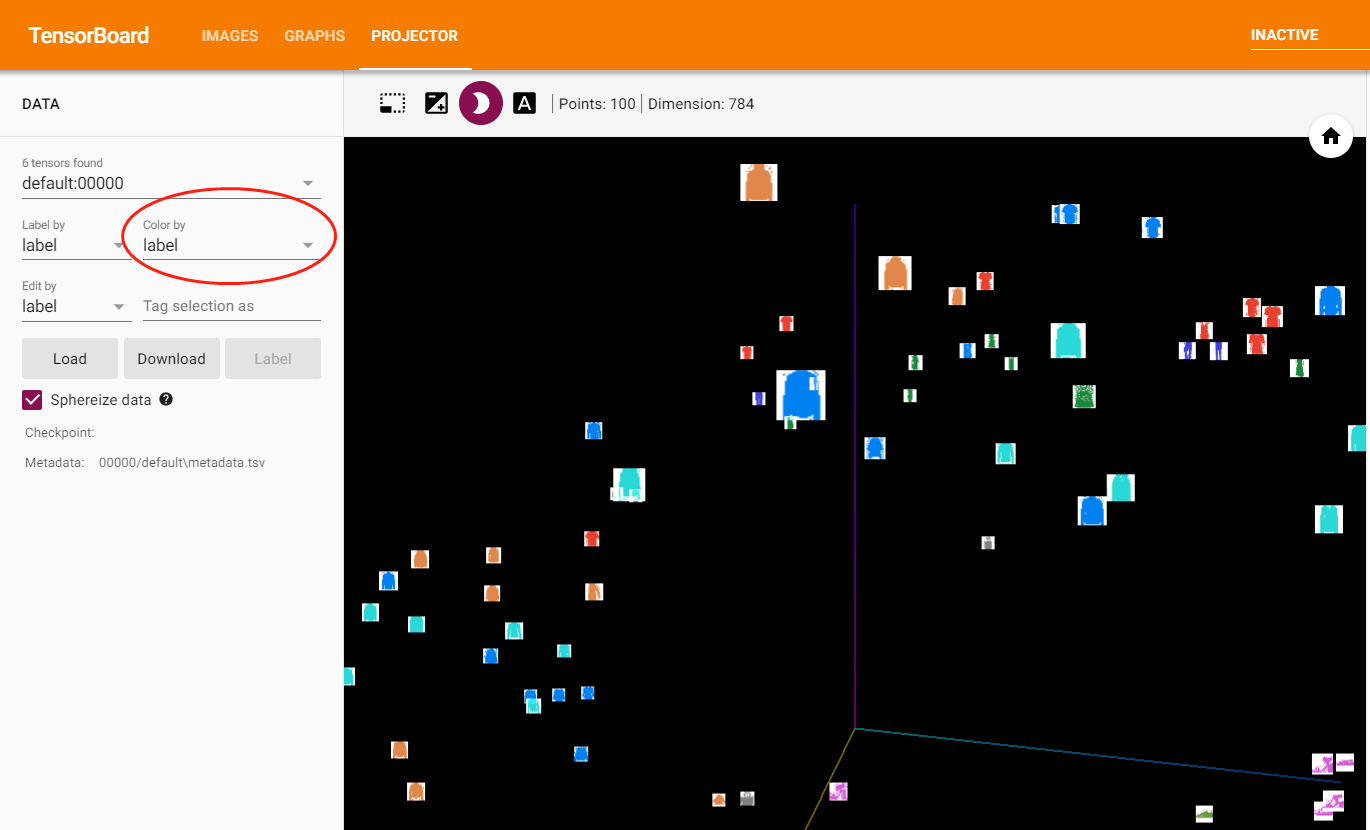 TensorBoard IMAGES GRAPHS PROJECTOR INACTIVE
DATA
A Points: 100 Dimension: 784
6 tensors found
default:00000
Label by Color by
label label
Edit by
label Tag selection as
Load Download Label
Sphereize data ?
Checkpoint:
Metadata: 00000/default\metadata.tsv